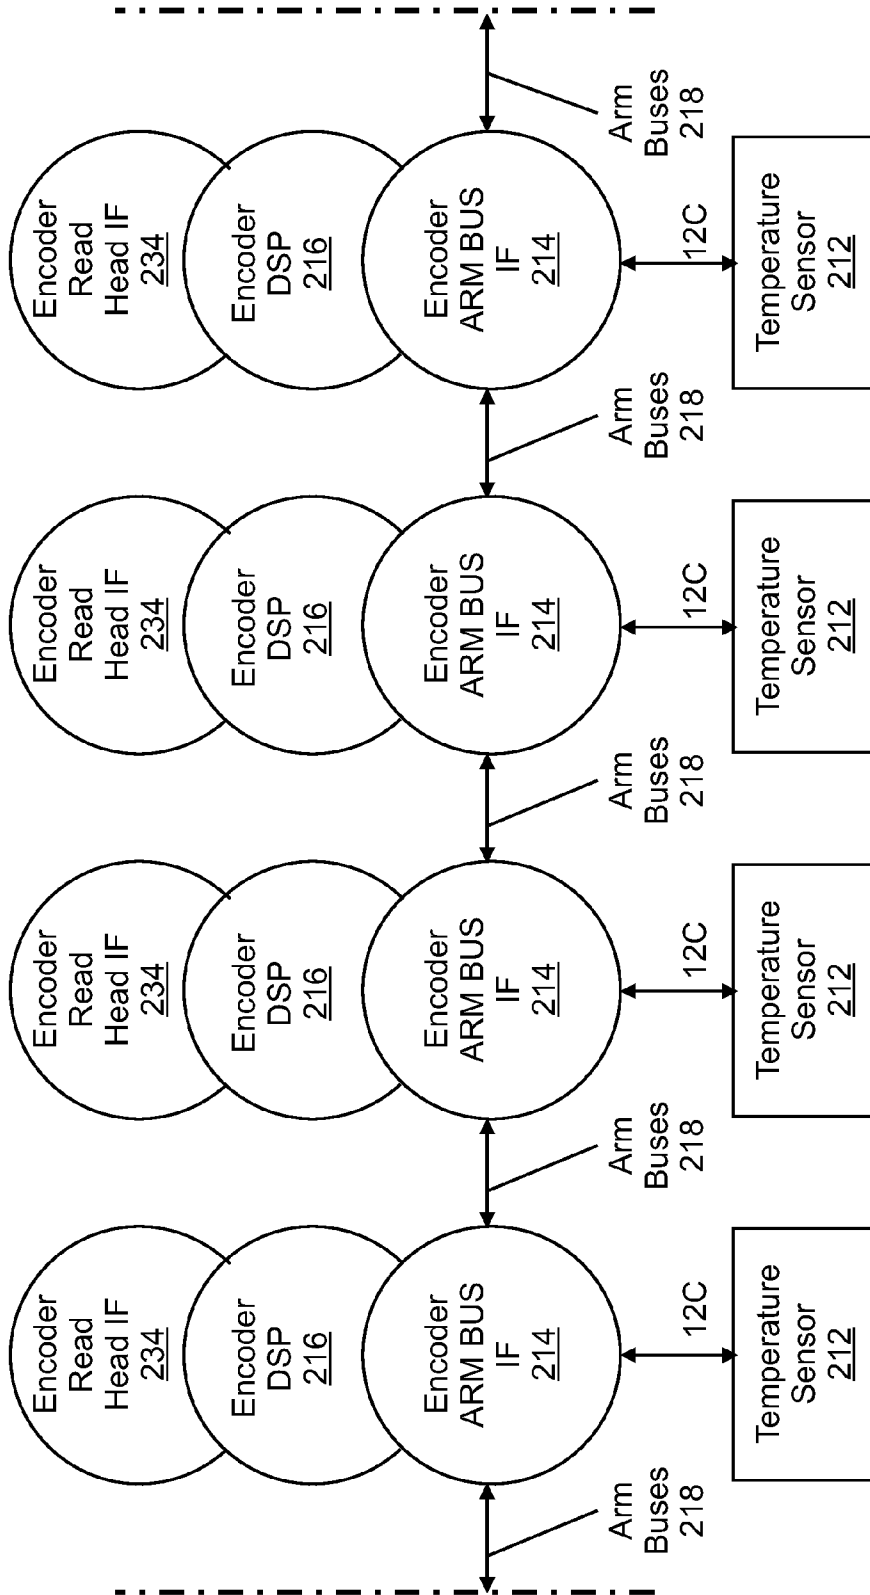 Encoder
Read
Head IF
234
Encoder
DSP
216
Encoder
ARM BUS
IF
214
Arm
Buses
218
12C
Temperature
Sensor
212
Encoder
Read
Head IF
234
Encoder
DSP
216
Encoder
ARM BUS
IF
214
Arm
Buses
218
12C
Temperature
Sensor
212
Encoder
Read
Head IF
234
Encoder
DSP
216
Encoder
ARM BUS
IF
214
Arm
Buses
218
12C
Temperature
Sensor
212
Encoder
Read
Head IF
234
Encoder
DSP
216
Encoder
ARM BUS
IF
214
Arm
Buses
218
12C
Temperature
Sensor
212
Arm
Buses
218